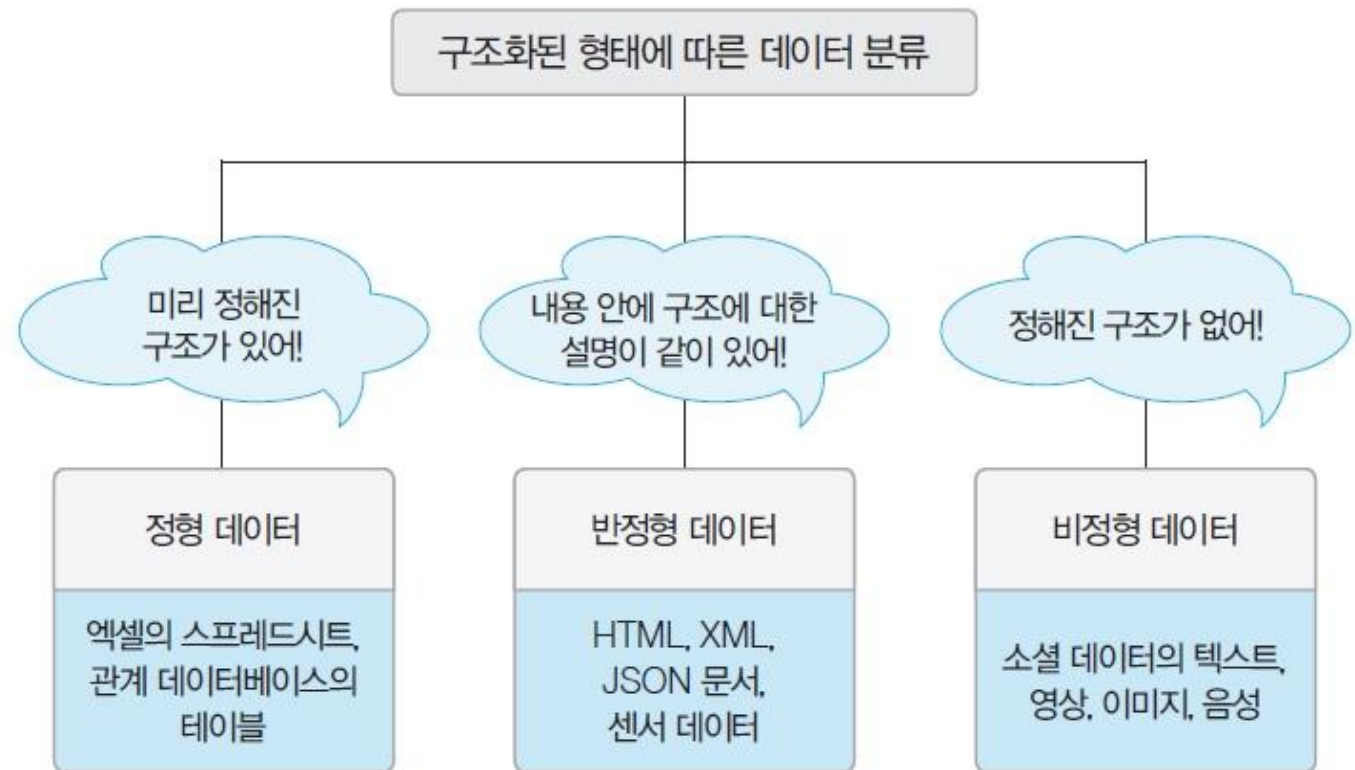 구조화된 형태에 따른 데이터 분류
미리 정해진
구조가 있어!
내용 안에 구조에 대한
설명이 같이 있어!
정해진 구조가 없어!
정형 데이터
반정형 데이터
비정형 데이터
엑셀의 스프레드시트,
관계 데이터베이스의
테이블
HTML, XML,
JSON 문서,
센서 데이터
소셜 데이터의 텍스트,
영상, 이미지, 음성